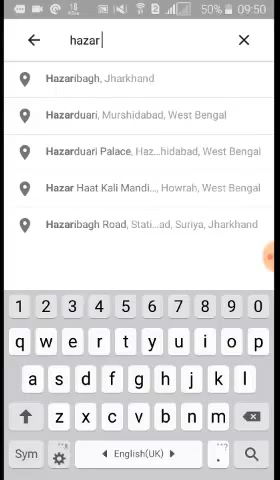 50% 09:50
hazar
Hazaribagh, Jharkhand
Hazarduari, Murshidabad, West Bengal
Hazarduari Palace, Haz...hidabad, West Bengal
Hazar Haat Kali Mandi..., Howrah, West Bengal
Hazaribagh Road, Stati...ad, Suriya, Jharkhand
1 2 3 4 5 6 7 8 9 0
q w e r t y u i o p
a s d f g h j k l
z x c v b n m
Sym English(UK) .